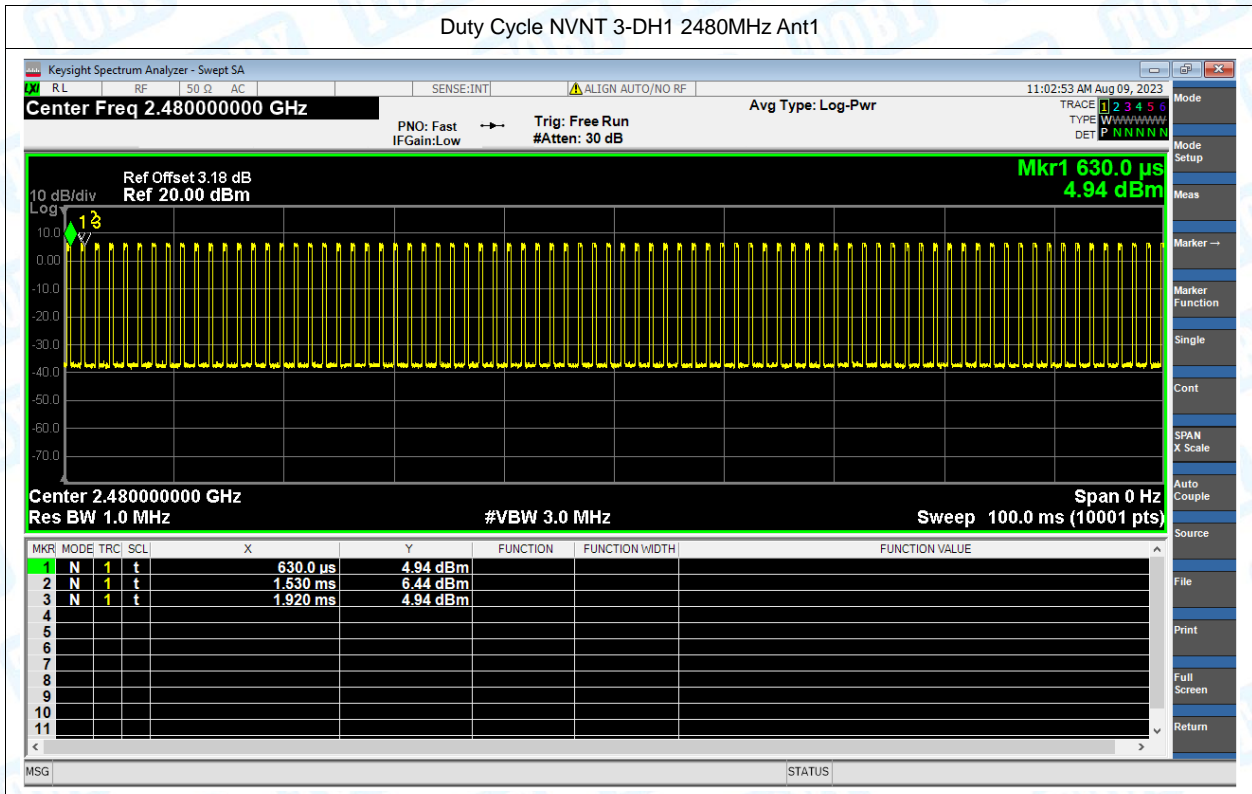 Duty Cycle NVNT 3-DH1 2480MHz Ant1
Keysight Spectrum Analyzer - Swept SA
LXI RL RF 50 Ω AC SENSE:INT ALIGN AUTO/NO RF 11:02:53 AM Aug 09, 2023
Center Freq 2.480000000 GHz
Avg Type: Log-Pwr
TRACE 1 2 3 4 5 6
PNO: Fast
Trig: Free Run
TYPE WWWWWWW
IFGain:Low
#Atten: 30 dB
DET P N N N N N
Mkr1 630.0 µs
4.94 dBm
Ref Offset 3.18 dB
10 dB/div Ref 20.00 dBm
Log
1 2 3
10.0
0.00
-10.0
-20.0
-30.0
-40.0
-50.0
-60.0
-70.0
Center 2.480000000 GHz Span 0 Hz
Res BW 1.0 MHz #VBW 3.0 MHz Sweep 100.0 ms (10001 pts)
MKR MODE TRC SCL X Y FUNCTION FUNCTION WIDTH FUNCTION VALUE
1 N 1 t 630.0 µs 4.94 dBm
2 N 1 t 1.530 ms 6.44 dBm
3 N 1 t 1.920 ms 4.94 dBm
4
5
6
7
8
9
10
11
MSG STATUS
Mode
Mode Setup
Meas
Marker →
Marker Function
Single
Cont
SPAN X Scale
Auto Couple
Source
File
Print
Full Screen
Return
TOBY